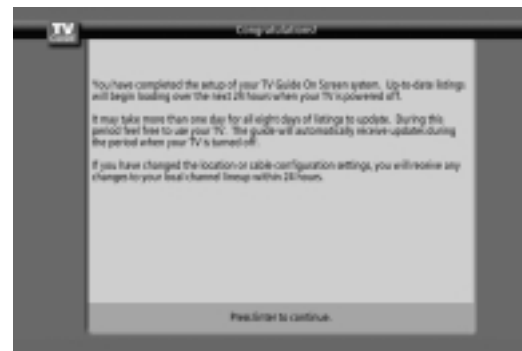 TV
GUIDE
Congratulations!
You have completed the setup of your TV Guide On Screen system. Up-to-date listings
will begin loading over the next 24 hours when your TV is powered off.
It may take more than one day for all eight days of listings to update. During this
period feel free to use your TV. The guide will automatically receive updates during
the period when your TV is turned off.
If you have changed the location or cable configuration settings, you will receive any
changes to your local channel lineup within 24 hours.
Press Enter to continue.